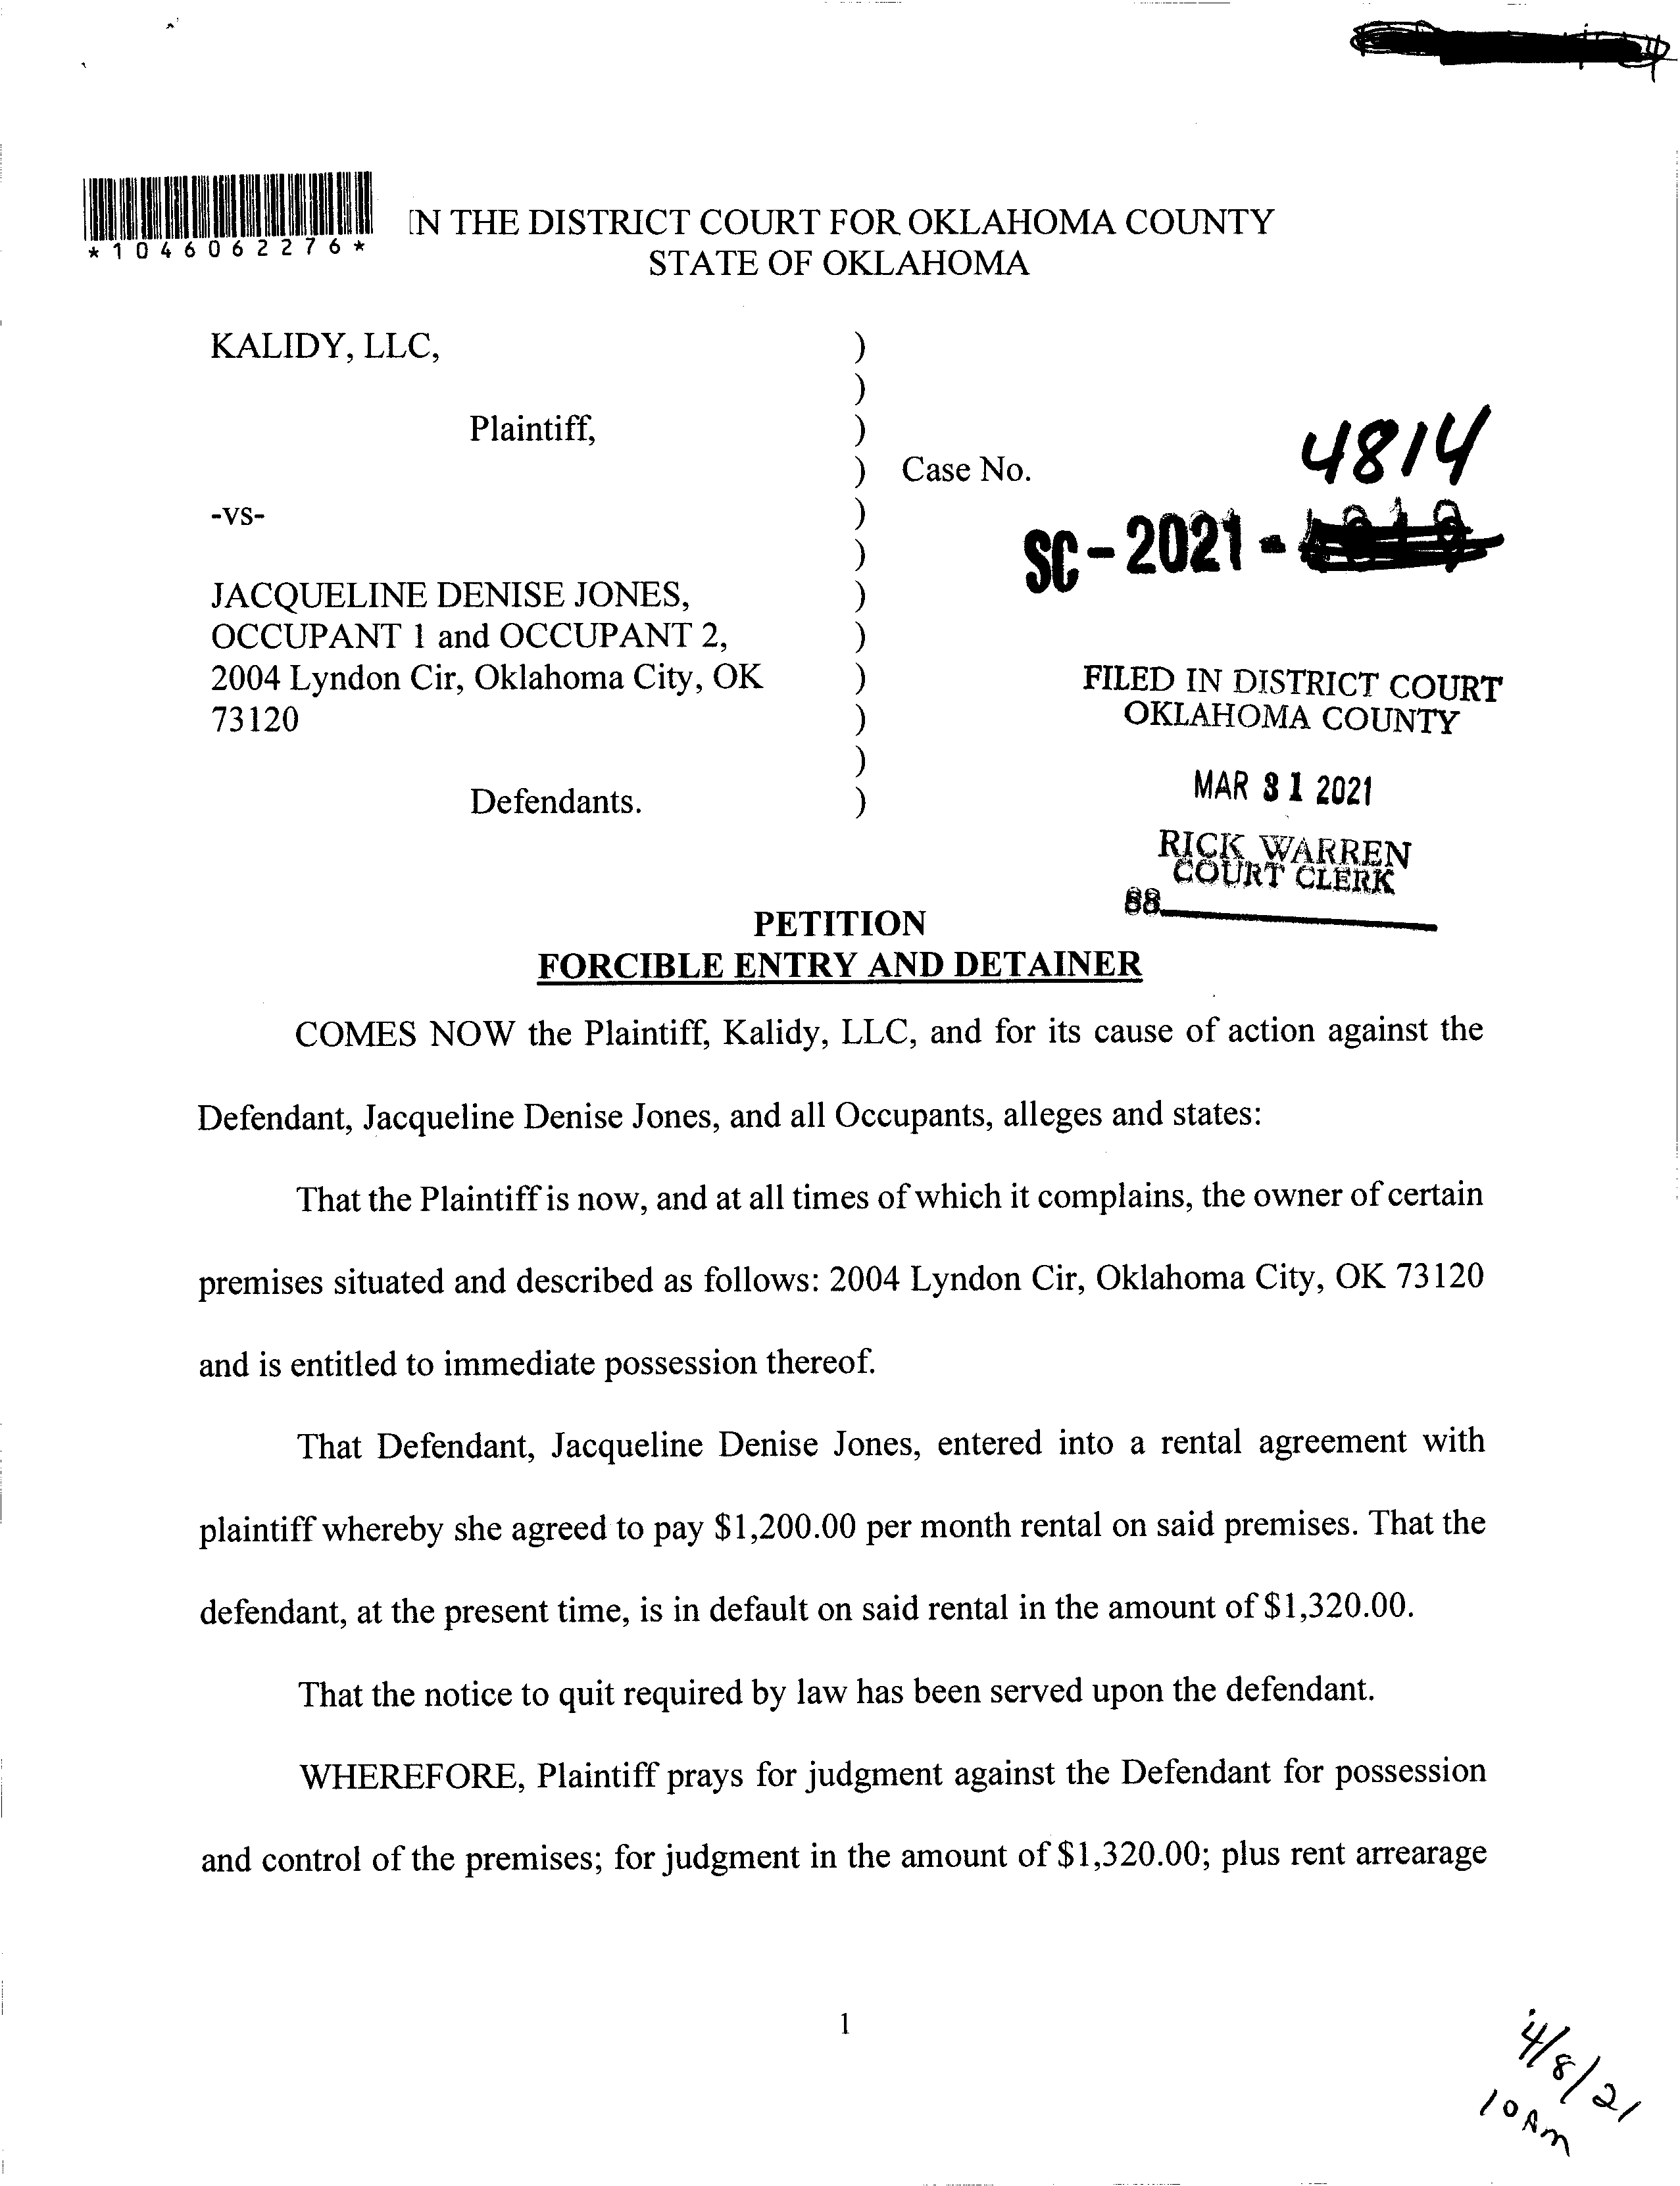 *1046062276*
IN THE DISTRICT COURT FOR OKLAHOMA COUNTY
STATE OF OKLAHOMA
KALIDY, LLC, )
)
Plaintiff, )
) Case No. 4814
-vs- )
) SC-2021-
JACQUELINE DENISE JONES, )
OCCUPANT 1 and OCCUPANT 2, )
2004 Lyndon Cir, Oklahoma City, OK )
73120 )
)
Defendants. )
FILED IN DISTRICT COURT
OKLAHOMA COUNTY
MAR 31 2021
RICK WARREN
COURT CLERK
88
PETITION
FORCIBLE ENTRY AND DETAINER
COMES NOW the Plaintiff, Kalidy, LLC, and for its cause of action against the
Defendant, Jacqueline Denise Jones, and all Occupants, alleges and states:
That the Plaintiff is now, and at all times of which it complains, the owner of certain
premises situated and described as follows: 2004 Lyndon Cir, Oklahoma City, OK 73120
and is entitled to immediate possession thereof.
That Defendant, Jacqueline Denise Jones, entered into a rental agreement with
plaintiff whereby she agreed to pay $1,200.00 per month rental on said premises. That the
defendant, at the present time, is in default on said rental in the amount of $1,320.00.
That the notice to quit required by law has been served upon the defendant.
WHEREFORE, Plaintiff prays for judgment against the Defendant for possession
and control of the premises; for judgment in the amount of $1,320.00; plus rent arrearage
1
4/8/21
10 Am